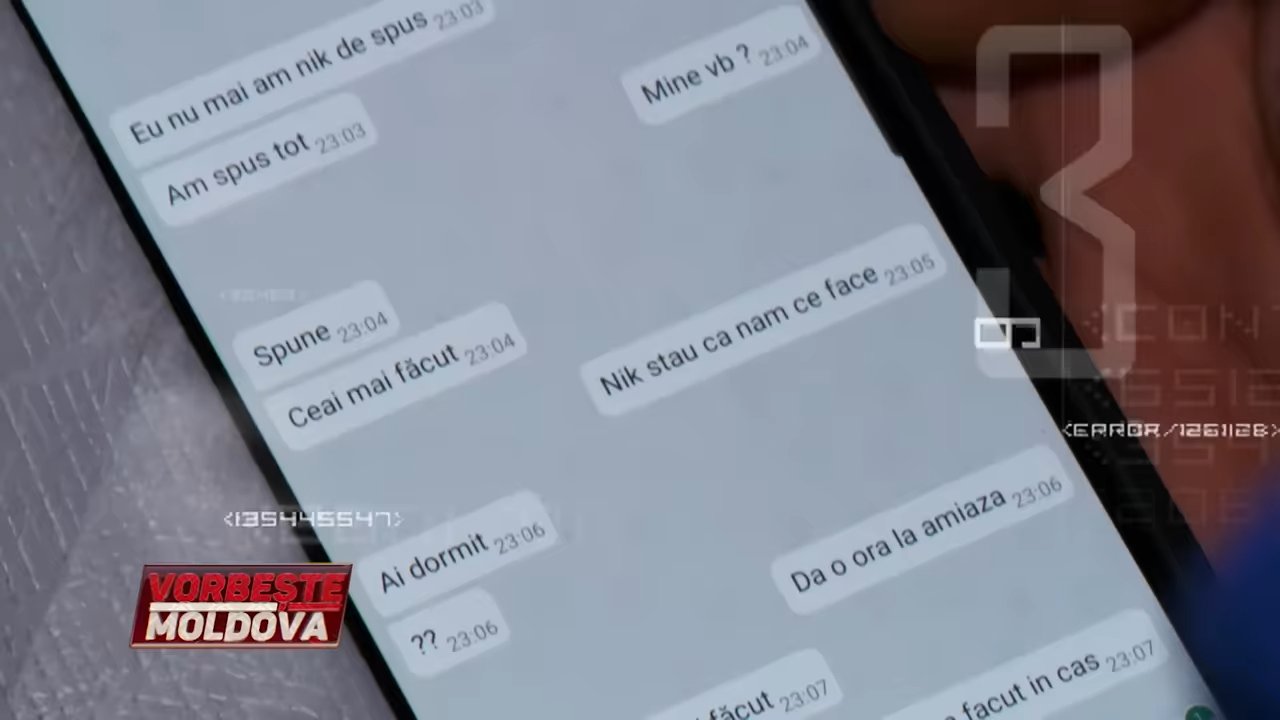 Eu nu mai am nik de spus 23:03
Mine vb ? 23:04
Am spus tot 23:03
Spune 23:04
Nik stau ca nam ce face 23:05
Ceai mai făcut 23:04
Ai dormit 23:06
Da o ora la amiaza 23:06
?? 23:06
făcut 23:07
facut in cas 23:07
3
<ERROR/1261128>
<135445547>
VORBEȘTE
MOLDOVA